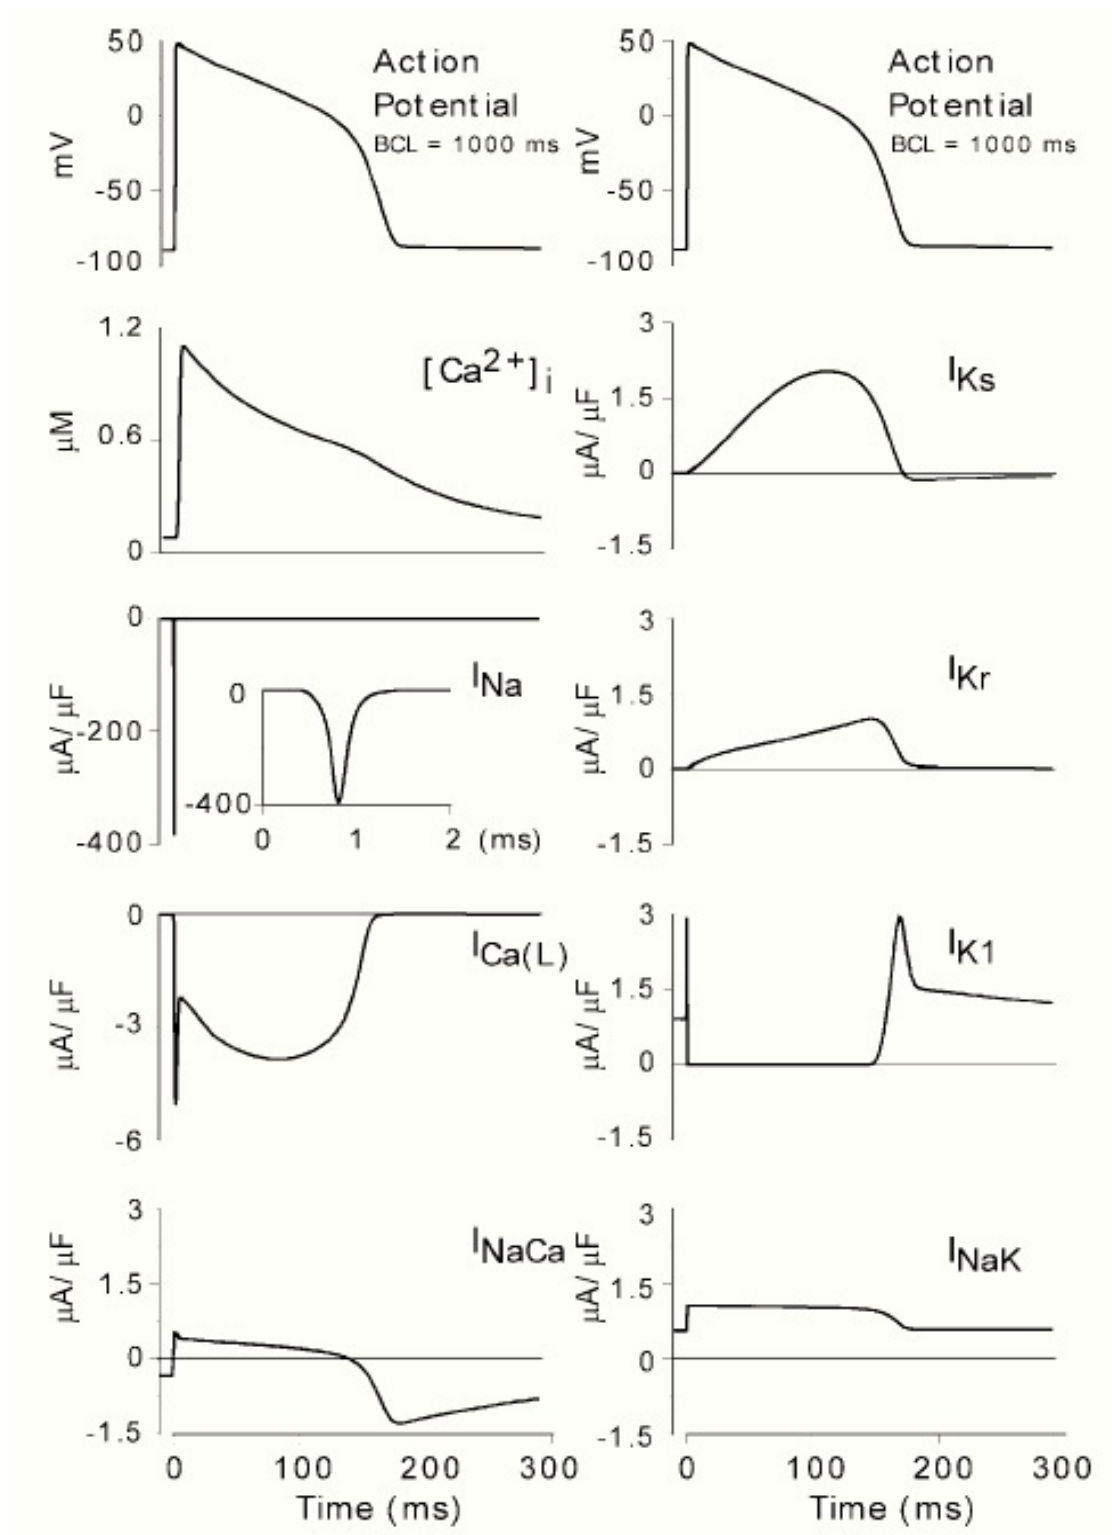 50
0
-50
-100
mV
Action
Potential
BCL = 1000 ms
50
0
-50
-100
mV
Action
Potential
BCL = 1000 ms
1.2
0.6
0
μM
[Ca2+]i
3
1.5
0
-1.5
μA/μF
IKs
0
-200
-400
μA/μF
INa
0
-400
0 1 2 (ms)
3
1.5
0
-1.5
μA/μF
IKr
0
-3
-6
μA/μF
ICa(L)
3
1.5
0
-1.5
μA/μF
IK1
3
1.5
0
-1.5
μA/μF
INaCa
0 100 200 300
Time (ms)
3
1.5
0
-1.5
μA/μF
INaK
0 100 200 300
Time (ms)